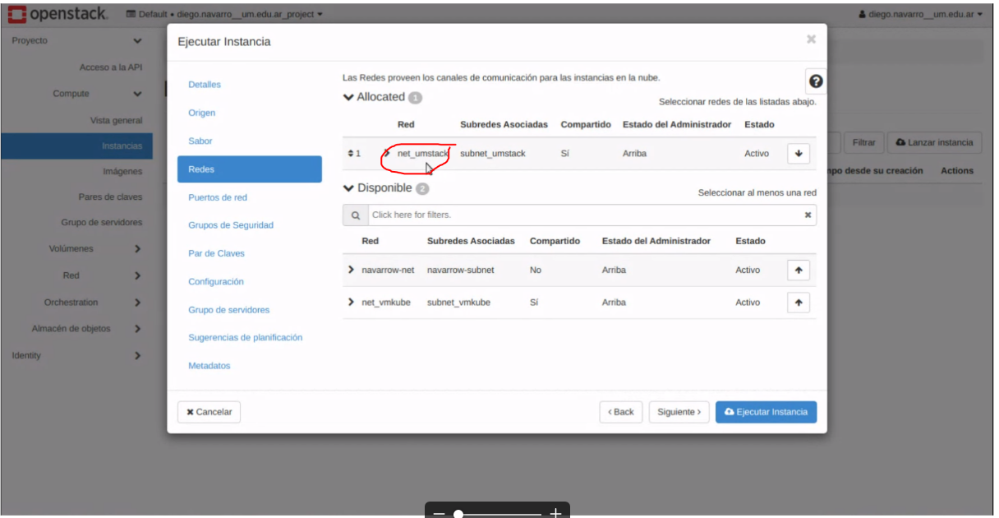 openstack. Default • diego.navarro__um.edu.ar_project diego.navarro__um.edu.ar
Proyecto
Acceso a la API
Compute
Vista general
Instancias
Imágenes
Pares de claves
Grupo de servidores
Volúmenes
Red
Orchestration
Almacén de objetos
Identity
Filtrar Lanzar instancia
po desde su creación Actions
Ejecutar Instancia
Detalles
Origen
Sabor
Redes
Puertos de red
Grupos de Seguridad
Par de Claves
Configuración
Grupo de servidores
Sugerencias de planificación
Metadatos
Las Redes proveen los canales de comunicación para las instancias en la nube.
Allocated 1
Seleccionar redes de las listadas abajo.
Red Subredes Asociadas Compartido Estado del Administrador Estado
1 net_umstack subnet_umstack Sí Arriba Activo
Disponible 2
Seleccionar al menos una red
Click here for filters.
Red Subredes Asociadas Compartido Estado del Administrador Estado
navarrow-net navarrow-subnet No Arriba Activo
net_vmkube subnet_vmkube Sí Arriba Activo
Cancelar < Back Siguiente > Ejecutar Instancia